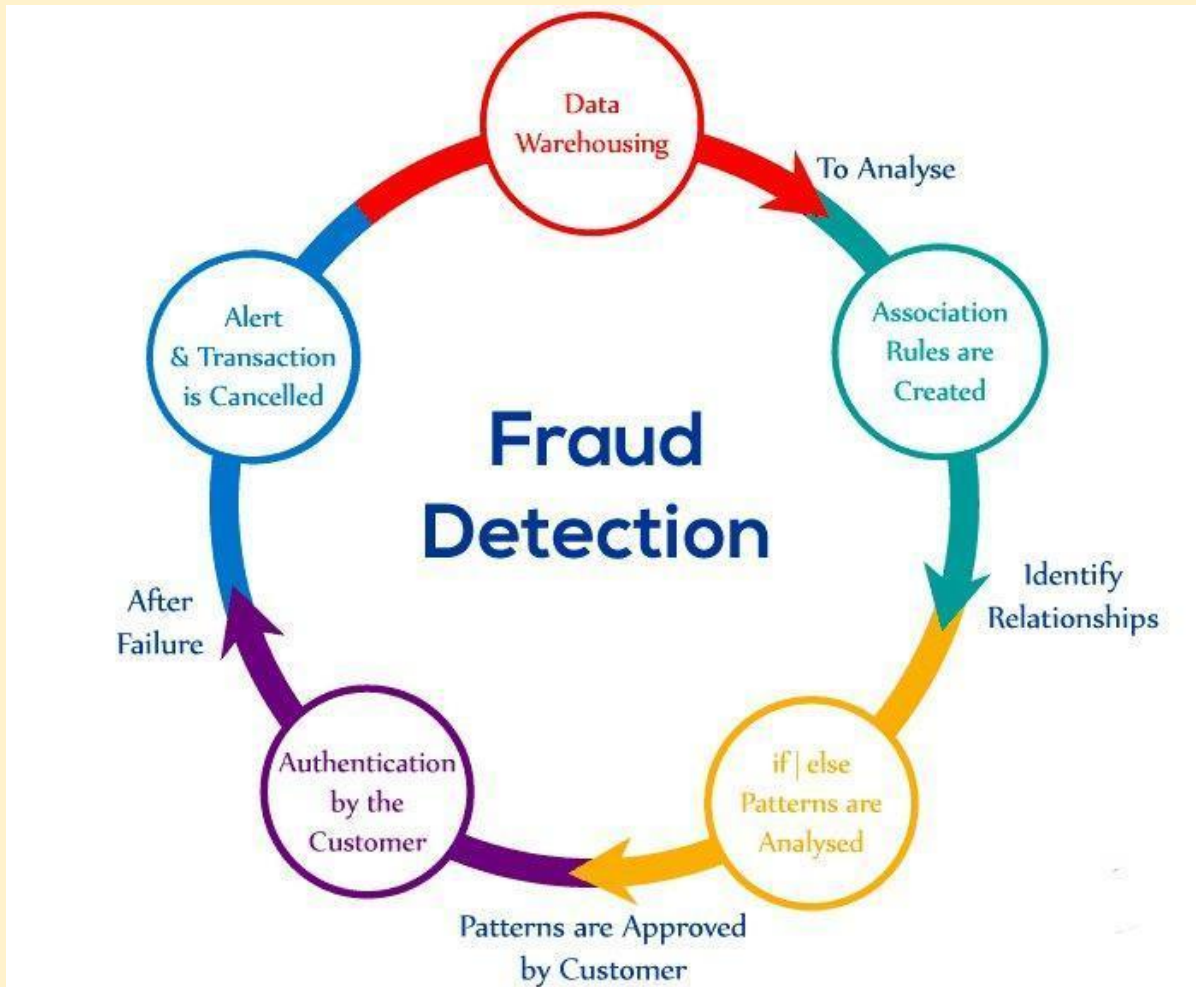 Data
Warehousing
To Analyse
Association
Rules are
Created
Identify
Relationships
if | else
Patterns are
Analysed
Patterns are Approved
by Customer
Authentication
by the
Customer
After
Failure
Alert
& Transaction
is Cancelled
Fraud
Detection